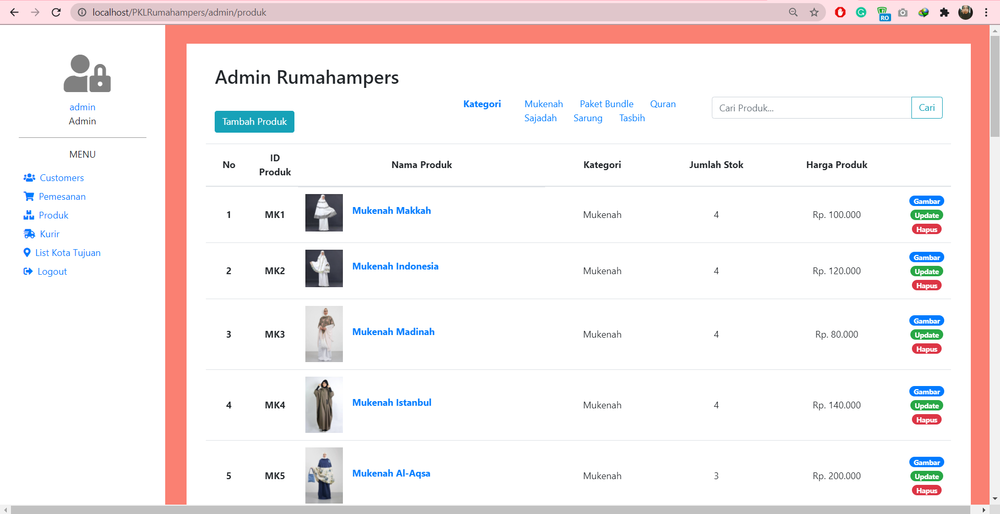 localhost/PKLRumahampers/admin/produk
RO
admin
Admin
MENU
Customers
Pemesanan
Produk
Kurir
List Kota Tujuan
Logout
Admin Rumahampers
Tambah Produk
Kategori Mukenah Paket Bundle Quran
Sajadah Sarung Tasbih
Cari Produk... Cari
No ID Produk Nama Produk Kategori Jumlah Stok Harga Produk
1 MK1 Mukenah Makkah Mukenah 4 Rp. 100.000 Gambar
Update
Hapus
2 MK2 Mukenah Indonesia Mukenah 4 Rp. 120.000 Gambar
Update
Hapus
3 MK3 Mukenah Madinah Mukenah 4 Rp. 80.000 Gambar
Update
Hapus
4 MK4 Mukenah Istanbul Mukenah 4 Rp. 140.000 Gambar
Update
Hapus
5 MK5 Mukenah Al-Aqsa Mukenah 3 Rp. 200.000 Gambar
Update
Hapus